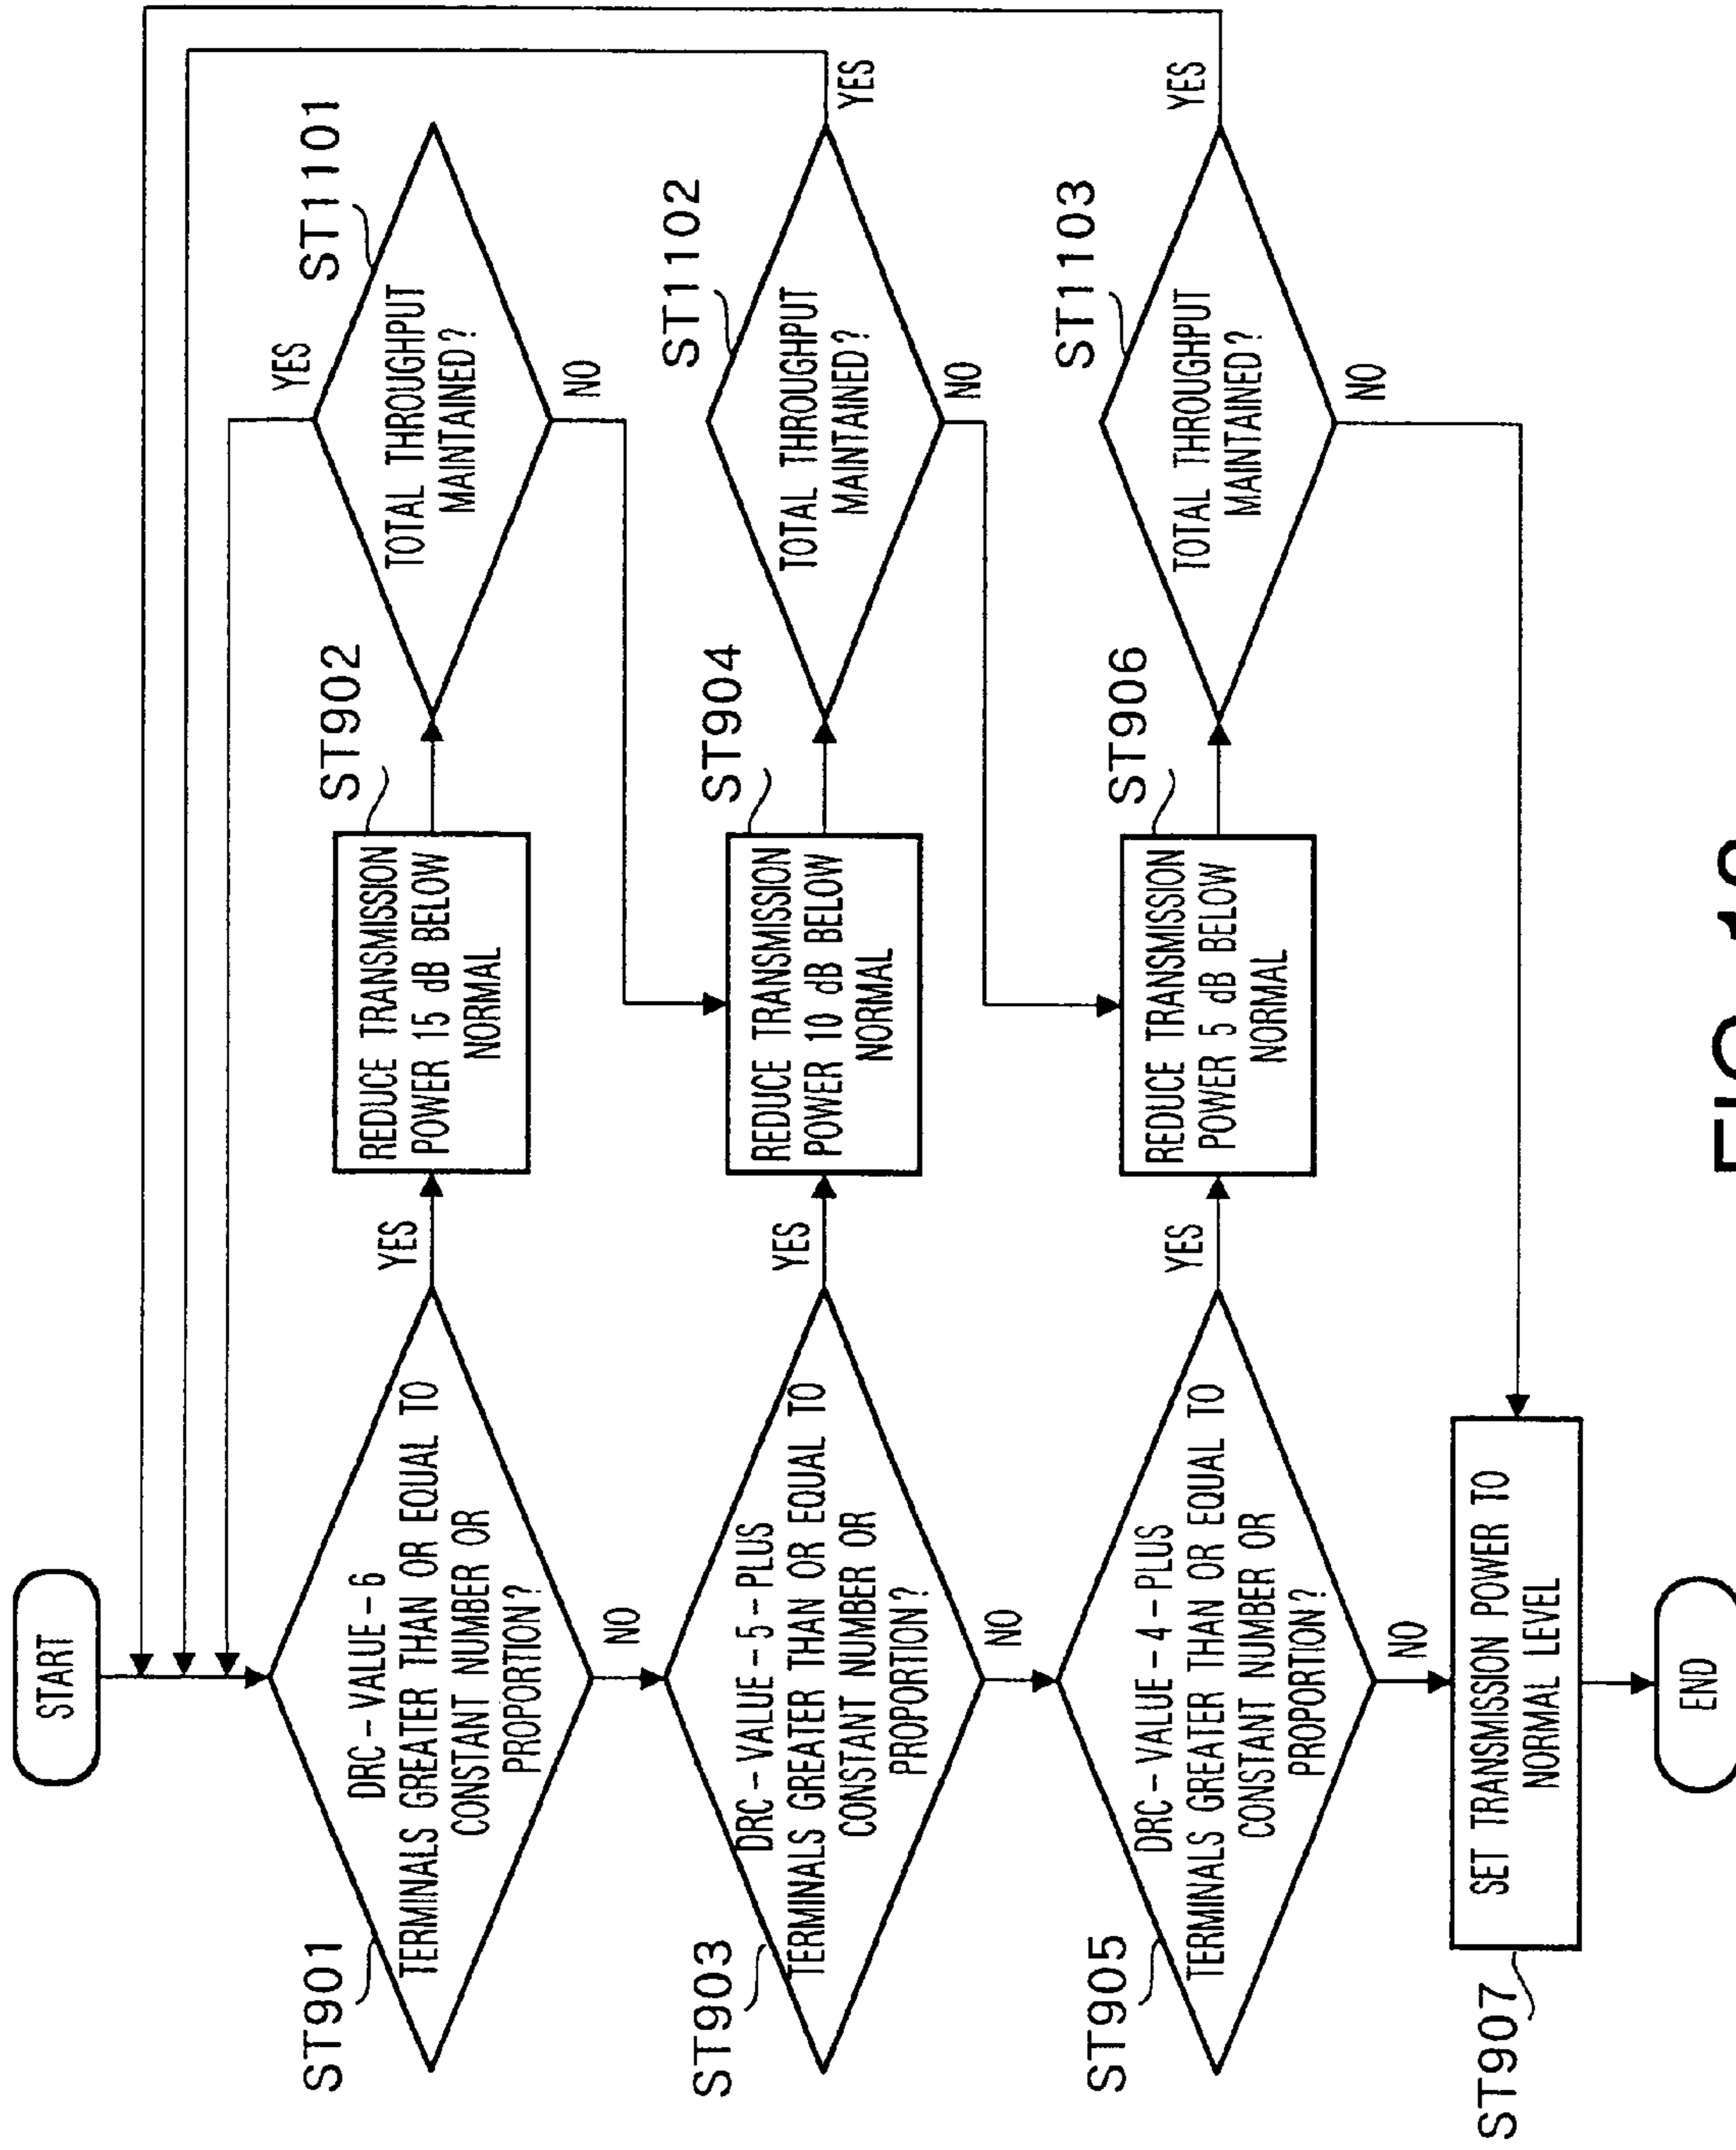 START
ST901
DRC-VALUE-6
TERMINALS GREATER THAN OR EQUAL TO
CONSTANT NUMBER OR
PROPORTION?
YES
NO
ST902
REDUCE TRANSMISSION
POWER 15 dB BELOW
NORMAL
ST1101
TOTAL THROUGHPUT
MAINTAINED?
YES
NO
ST903
DRC-VALUE-5-PLUS
TERMINALS GREATER THAN OR EQUAL TO
CONSTANT NUMBER OR
PROPORTION?
YES
NO
ST904
REDUCE TRANSMISSION
POWER 10 dB BELOW
NORMAL
ST1102
TOTAL THROUGHPUT
MAINTAINED?
YES
NO
ST905
DRC-VALUE-4-PLUS
TERMINALS GREATER THAN OR EQUAL TO
CONSTANT NUMBER OR
PROPORTION?
YES
NO
ST906
REDUCE TRANSMISSION
POWER 5 dB BELOW
NORMAL
ST1103
TOTAL THROUGHPUT
MAINTAINED?
YES
NO
ST907
SET TRANSMISSION POWER TO
NORMAL LEVEL
END